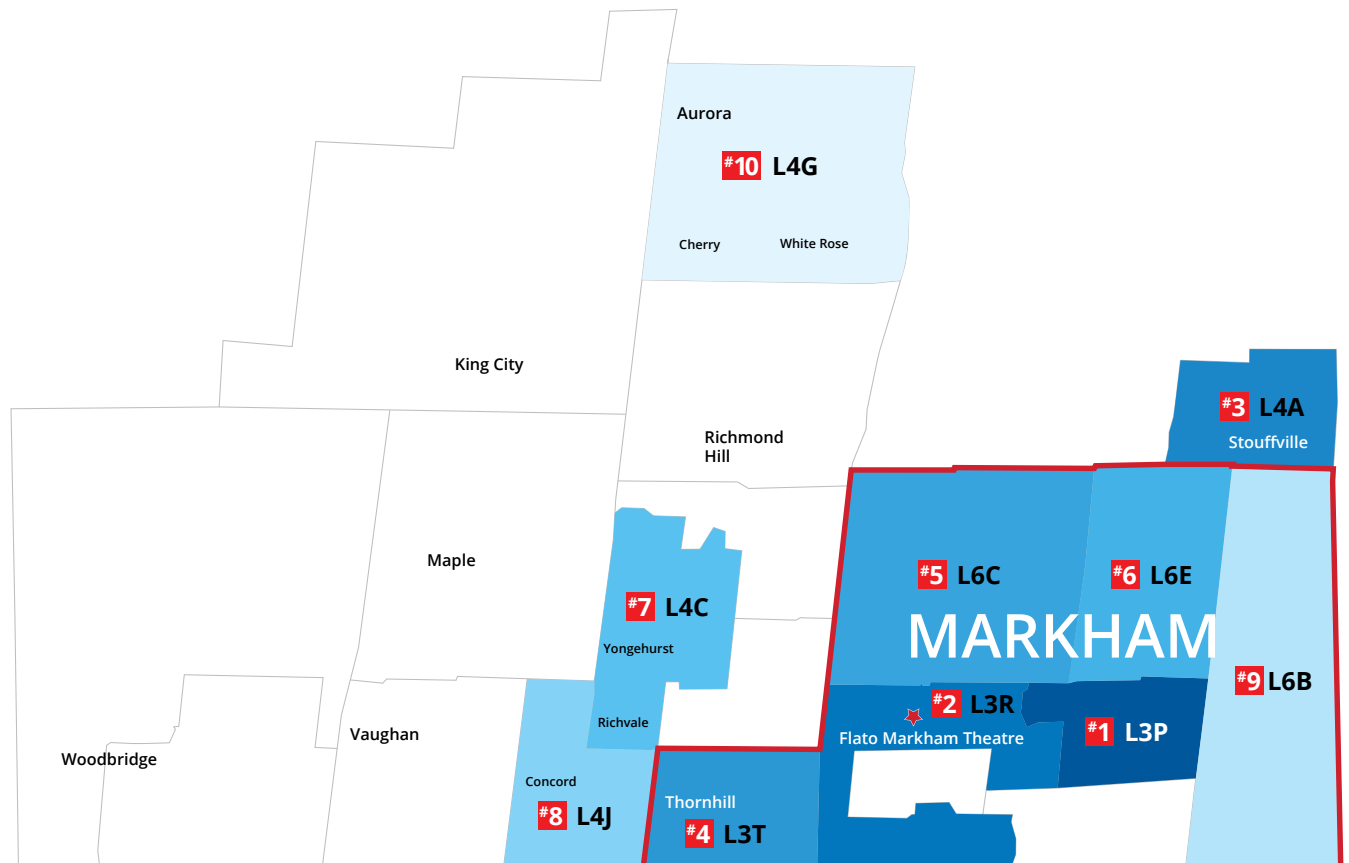 Aurora
#10 L4G
Cherry White Rose
King City
#3 L4A
Stouffville
Richmond
Hill
Maple
#5 L6C
#6 L6E
#7 L4C
MARKHAM
Yongehurst
#9 L6B
#2 L3R
Richvale
#1 L3P
Vaughan
Flato Markham Theatre
Woodbridge
Concord
Thornhill
#8 L4J
#4 L3T